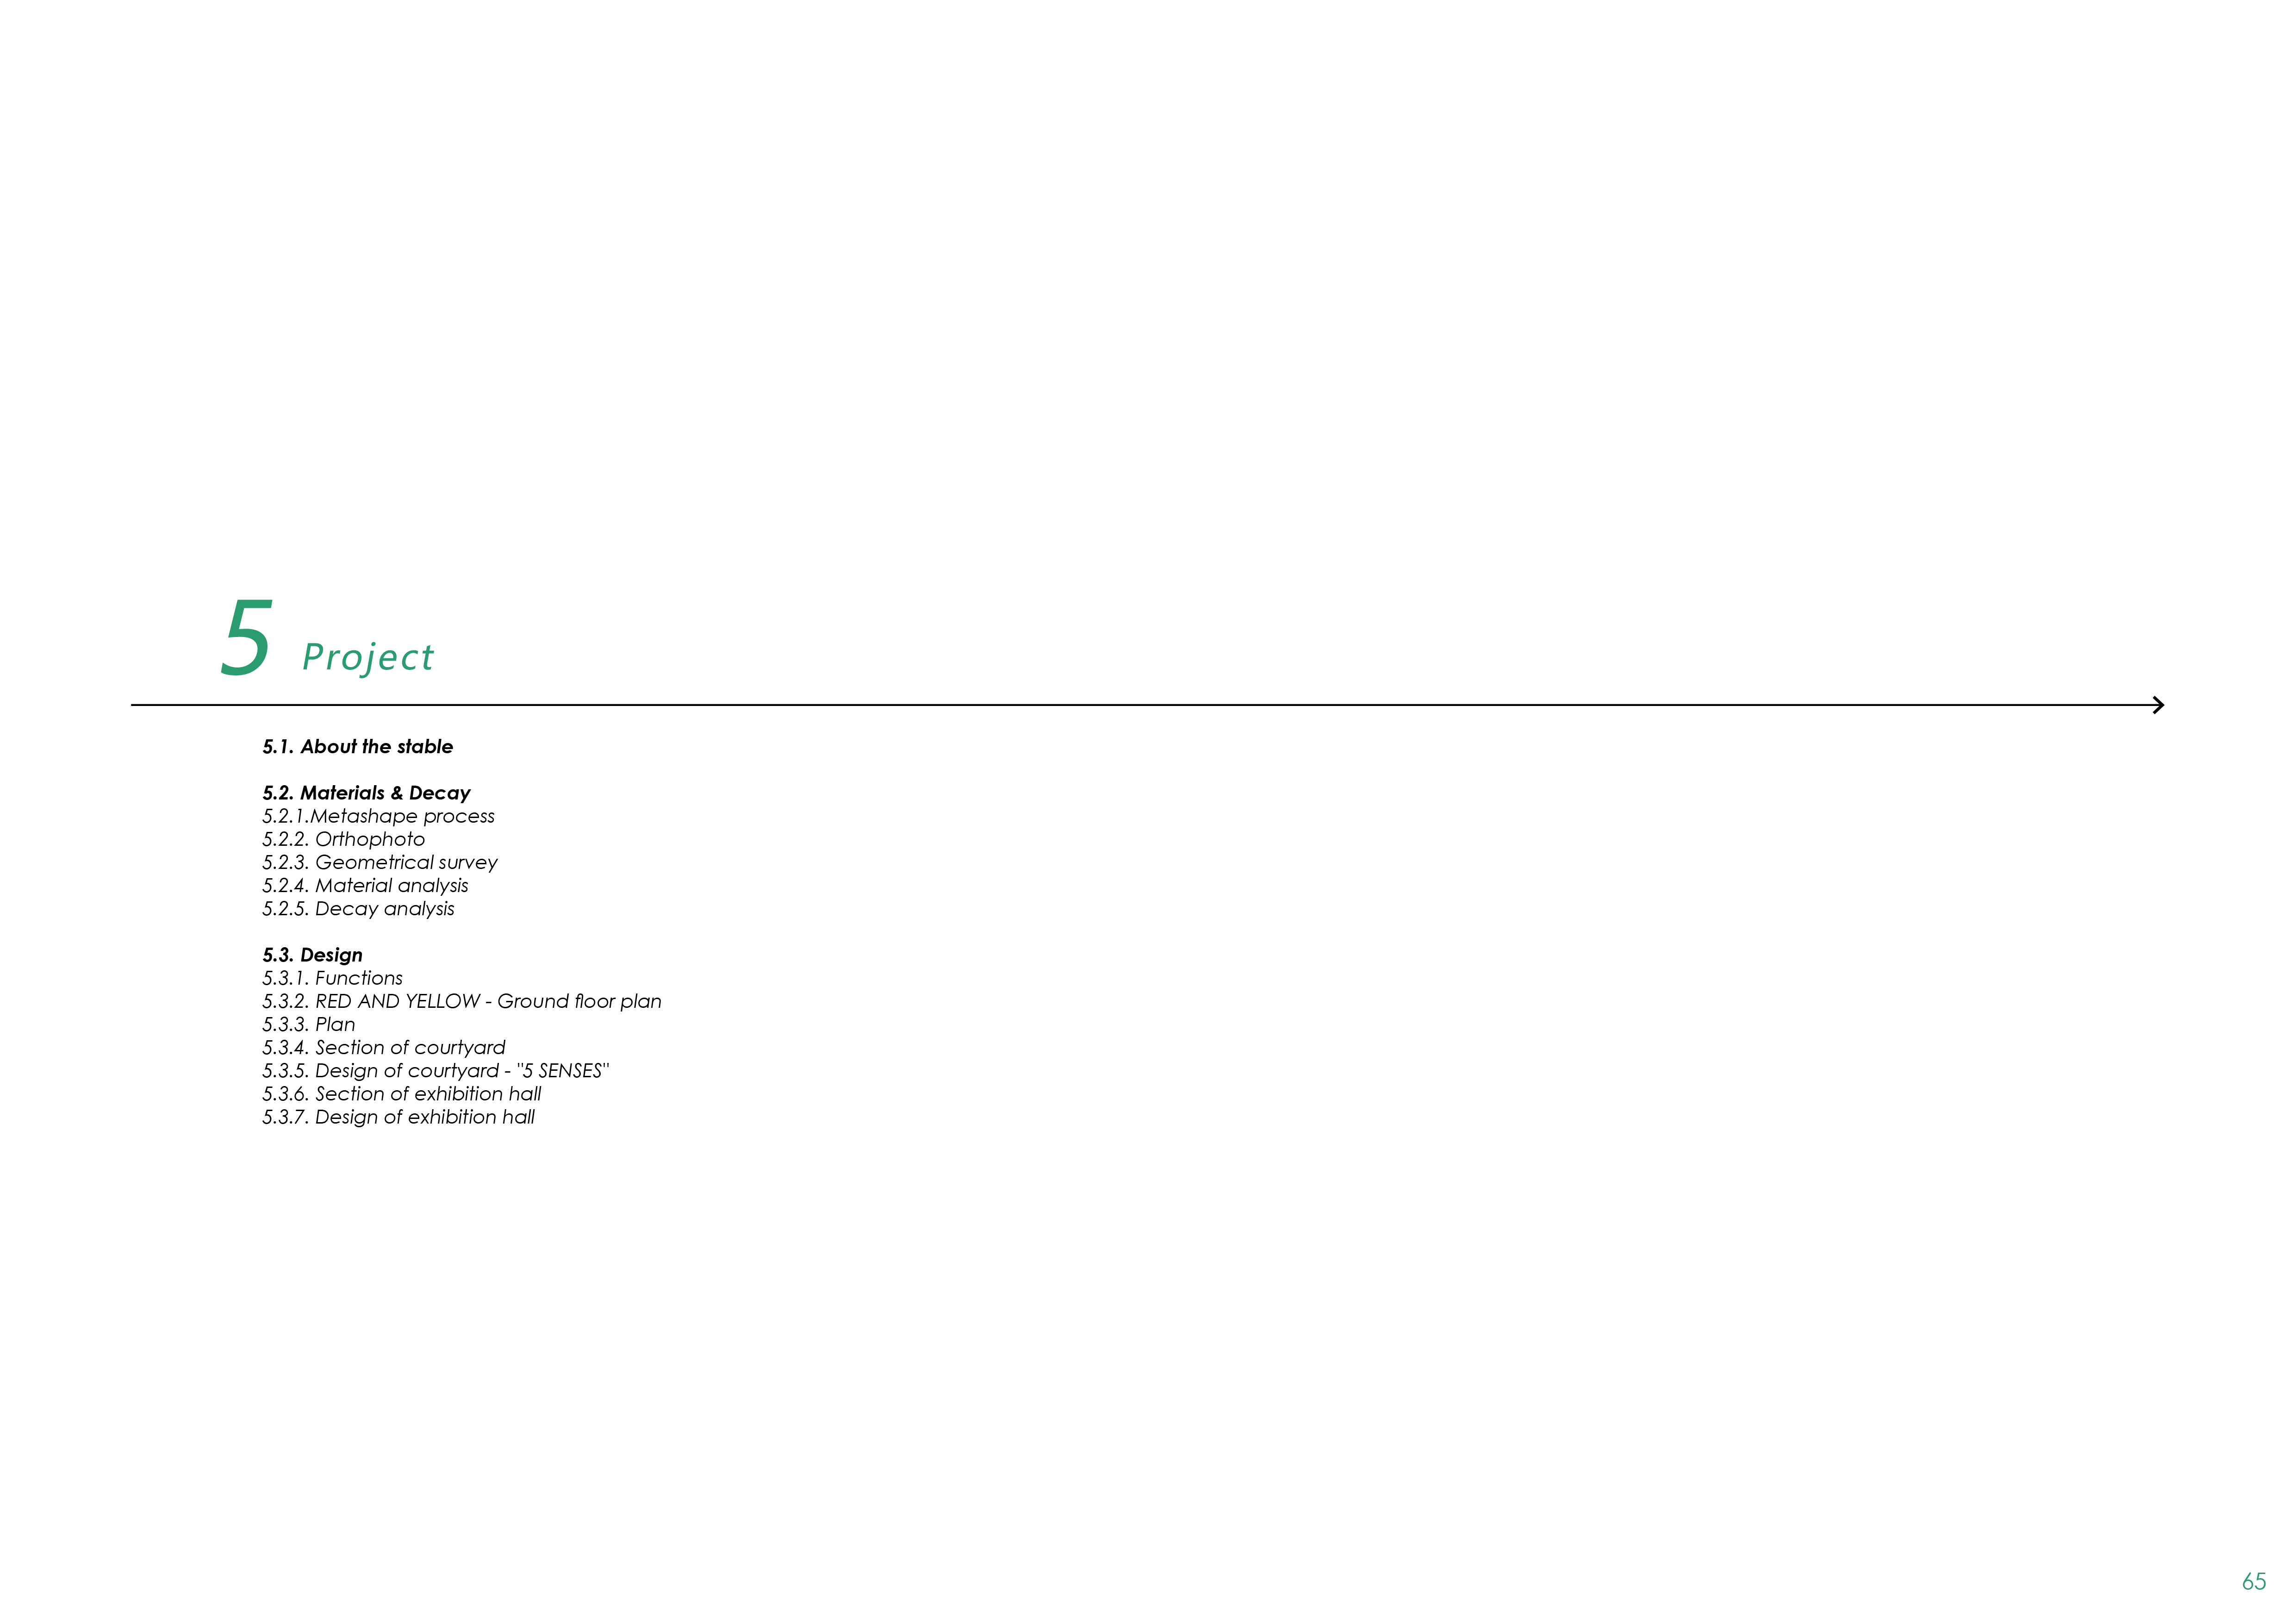 5 Project
5.1. About the stable
5.2. Materials & Decay
5.2.1.Metashape process
5.2.2. Orthophoto
5.2.3. Geometrical survey
5.2.4. Material analysis
5.2.5. Decay analysis
5.3. Design
5.3.1. Functions
5.3.2. RED AND YELLOW - Ground floor plan
5.3.3. Plan
5.3.4. Section of courtyard
5.3.5. Design of courtyard - "5 SENSES"
5.3.6. Section of exhibition hall
5.3.7. Design of exhibition hall
65